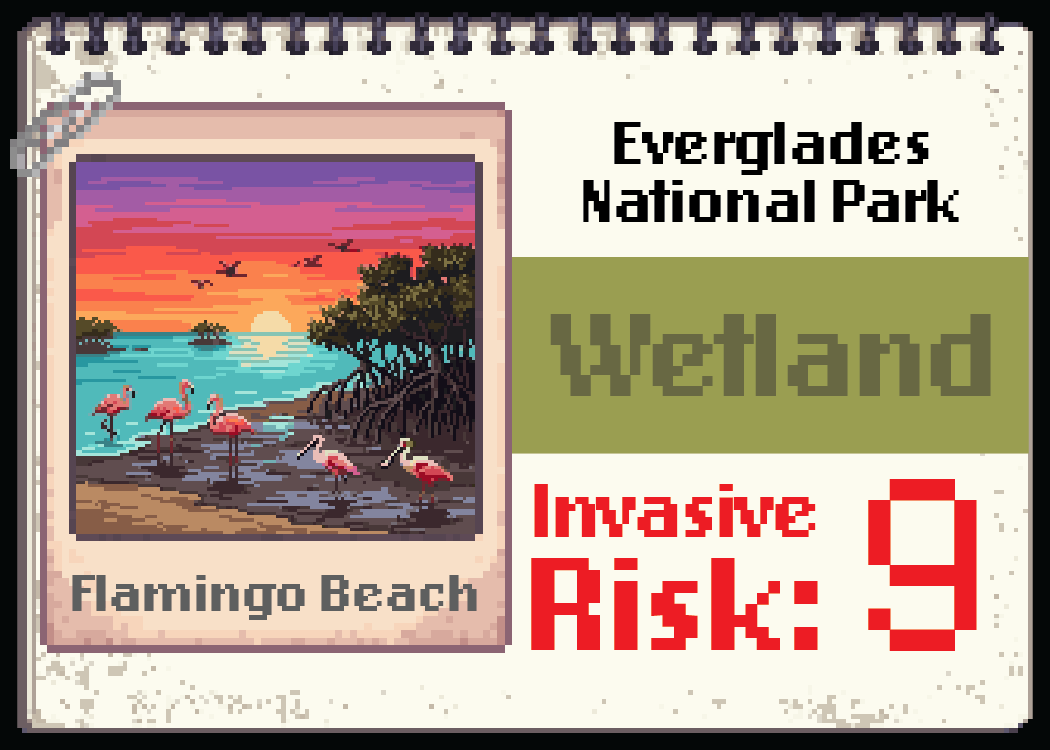 Everglades
National Park
Wetland
Flamingo Beach
Invasive
Risk: 9